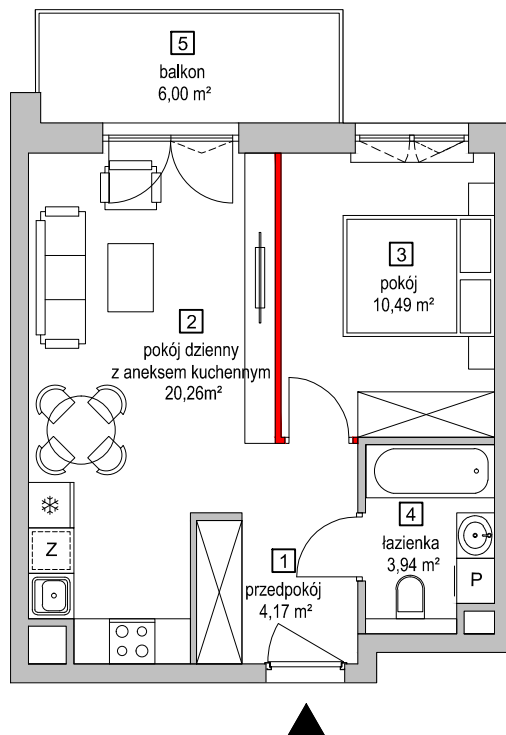 5
balkon
6,00 m²
3
pokój
10,49 m²
2
pokój dzienny
z aneksem kuchennym
20,26m²
4
łazienka
3,94 m²
Z
1
przedpokój
4,17 m²
P